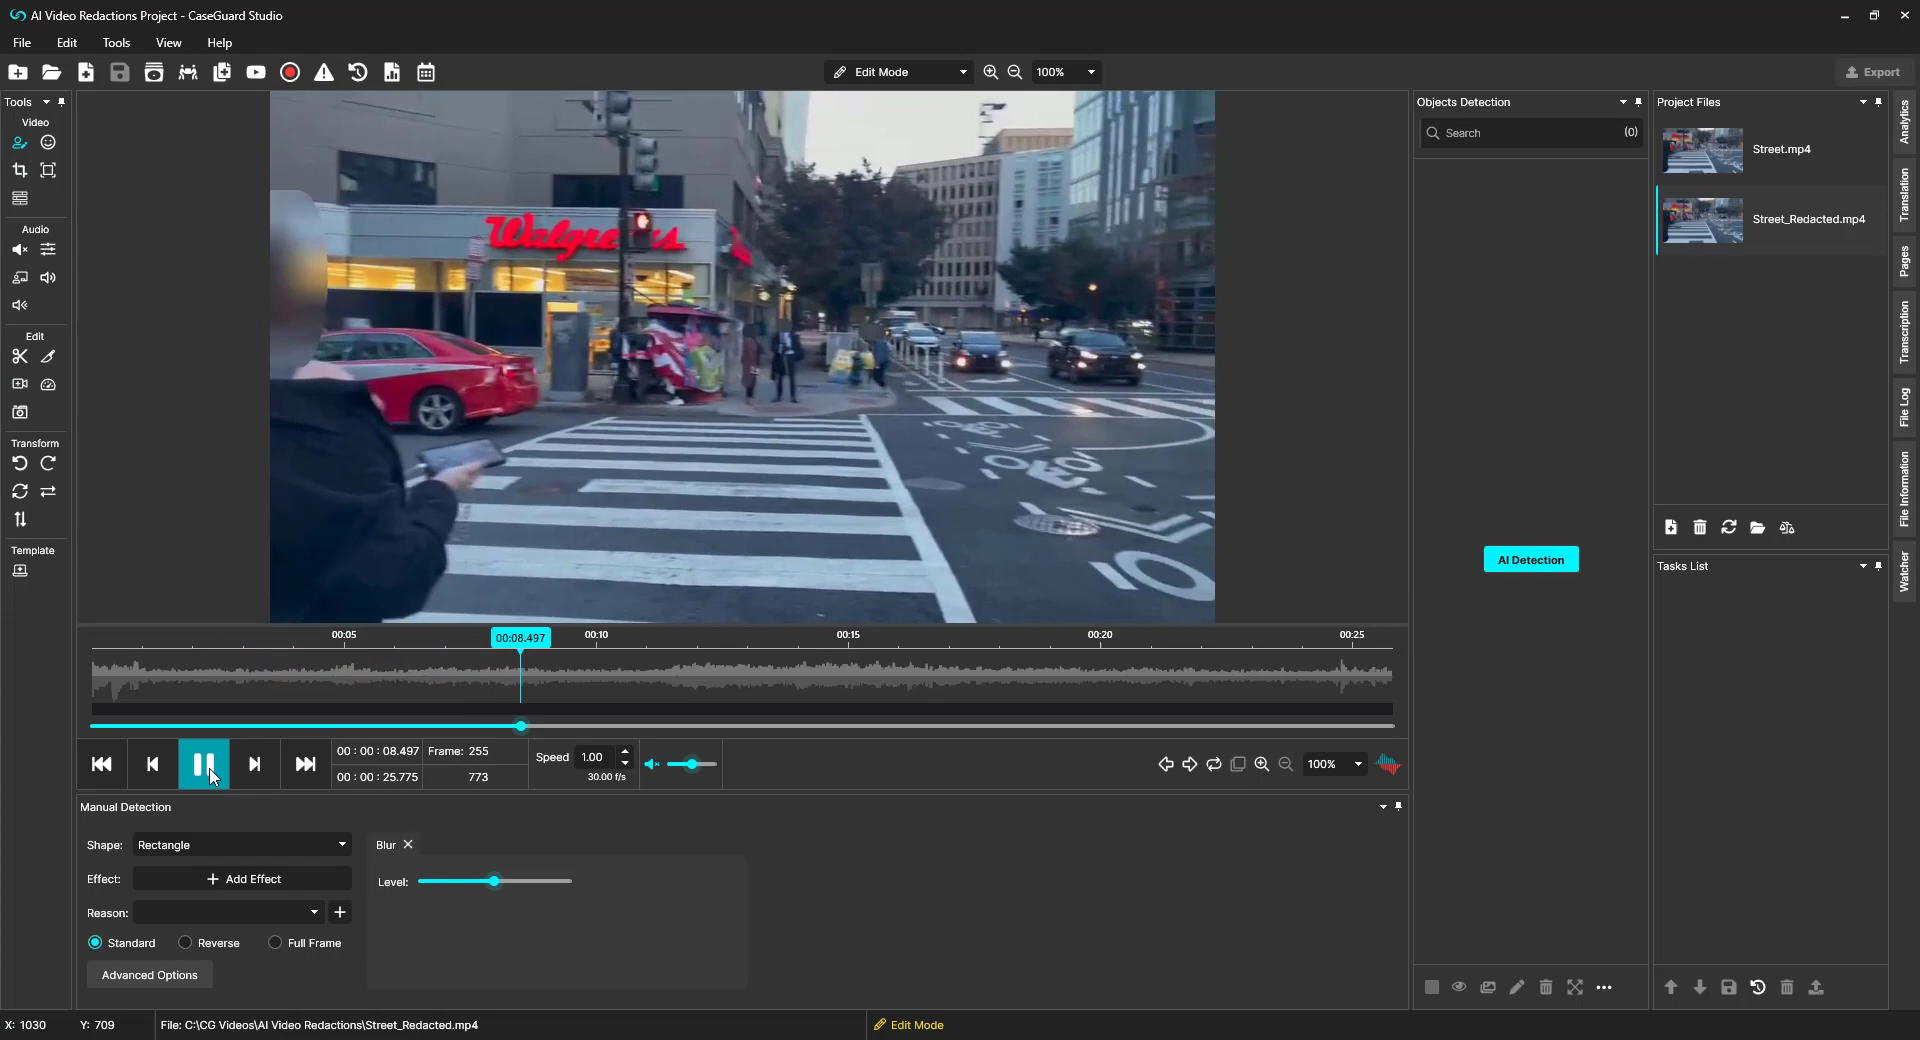 AI Video Redactions Project - CaseGuard Studio
File Edit Tools View Help
Edit Mode 100% Export
Tools
Video
Audio
Edit
Transform
Template
Walgreens
00:05 00:08.497 00:10 00:15 00:20 00:25
00 : 00 : 08.497 Frame: 255
00 : 00 : 25.775 773
Speed 1.00
30.00 f/s
100%
Manual Detection
Shape: Rectangle
Effect: + Add Effect
Reason: +
Standard Reverse Full Frame
Advanced Options
Blur ×
Level:
Objects Detection
Search (0)
AI Detection
Project Files
Street.mp4
Street_Redacted.mp4
Tasks List
Analytics
Translation
Pages
Transcription
File Log
File Information
Watcher
X: 1030 Y: 709 File: C:\CG Videos\AI Video Redactions\Street_Redacted.mp4 Edit Mode